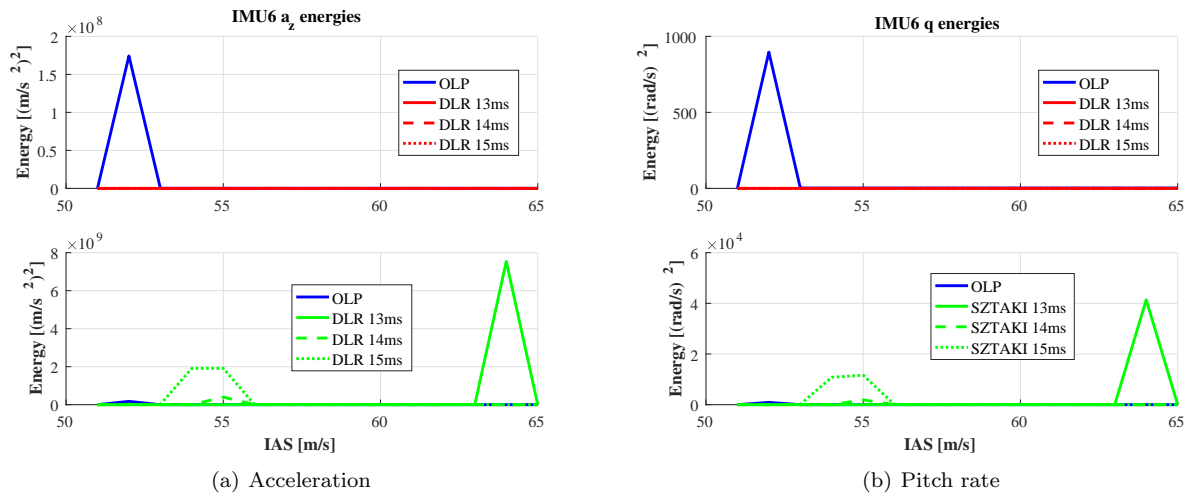 IMU6 a_z energies
×10^8
2
1.5
1
0.5
0
Energy [(m/s ^2)^2]
OLP
DLR 13ms
DLR 14ms
DLR 15ms
50 55 60 65
×10^9
8
6
4
2
0
Energy [(m/s ^2)^2]
OLP
DLR 13ms
DLR 14ms
DLR 15ms
50 55 60 65
IAS [m/s]
(a) Acceleration
IMU6 q energies
1000
500
0
Energy [(rad/s) ^2]
OLP
DLR 13ms
DLR 14ms
DLR 15ms
50 55 60 65
×10^4
6
4
2
0
Energy [(rad/s) ^2]
OLP
SZTAKI 13ms
SZTAKI 14ms
SZTAKI 15ms
50 55 60 65
IAS [m/s]
(b) Pitch rate